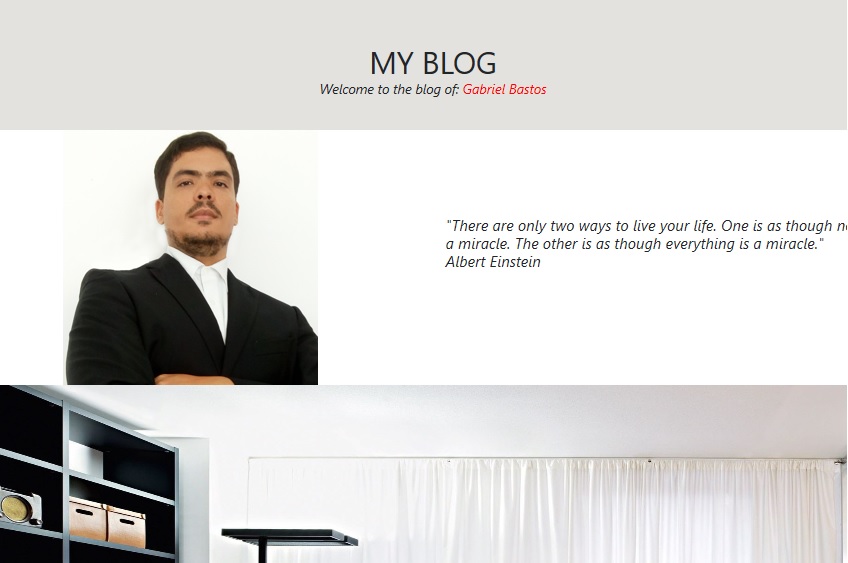 MY BLOG
Welcome to the blog of: Gabriel Bastos
"There are only two ways to live your life. One is as though
a miracle. The other is as though everything is a miracle."
Albert Einstein